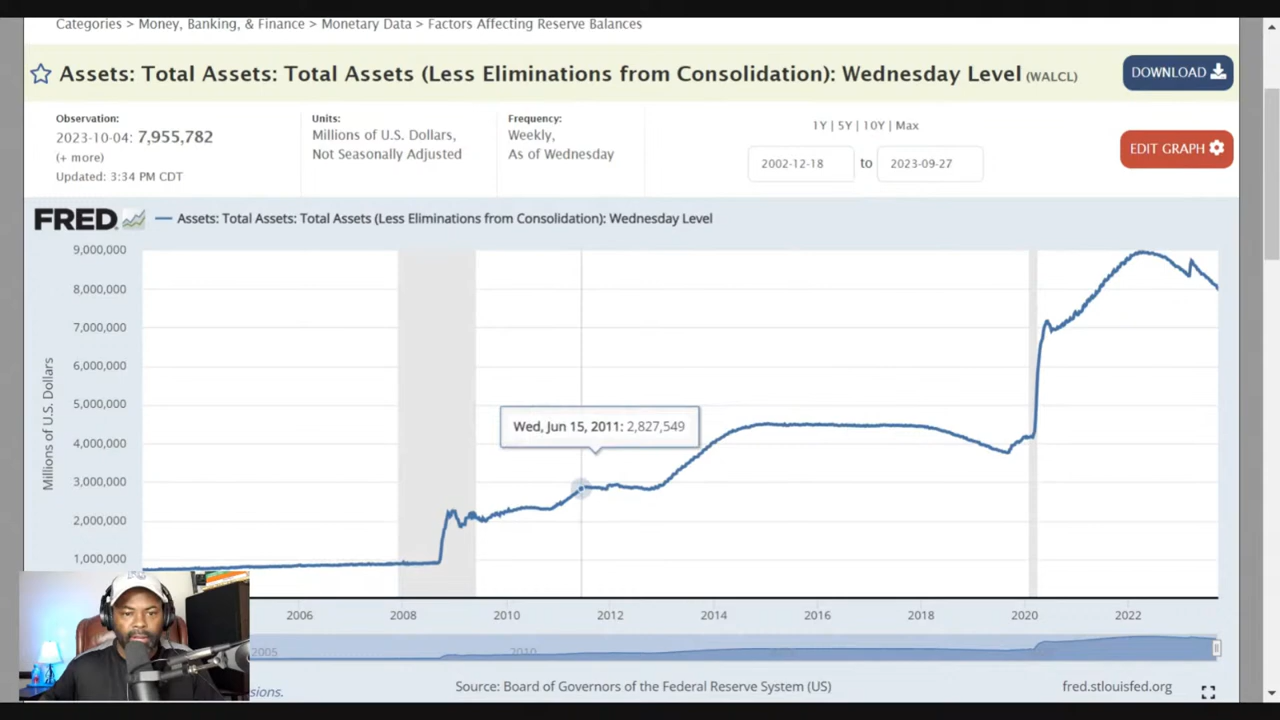 Categories > Money, Banking, & Finance > Monetary Data > Factors Affecting Reserve Balances
Assets: Total Assets: Total Assets (Less Eliminations from Consolidation): Wednesday Level (WALCL)
DOWNLOAD
Observation:
2023-10-04: 7,955,782
(+ more)
Updated: 3:34 PM CDT
Units:
Millions of U.S. Dollars,
Not Seasonally Adjusted
Frequency:
Weekly,
As of Wednesday
1Y | 5Y | 10Y | Max
2002-12-18 to 2023-09-27
EDIT GRAPH
FRED
Assets: Total Assets: Total Assets (Less Eliminations from Consolidation): Wednesday Level
Millions of U.S. Dollars
9,000,000
8,000,000
7,000,000
6,000,000
5,000,000
4,000,000
3,000,000
2,000,000
1,000,000
Wed, Jun 15, 2011: 2,827,549
2006 2008 2010 2012 2014 2016 2018 2020 2022
2005 2010
sions.
Source: Board of Governors of the Federal Reserve System (US)
fred.stlouisfed.org